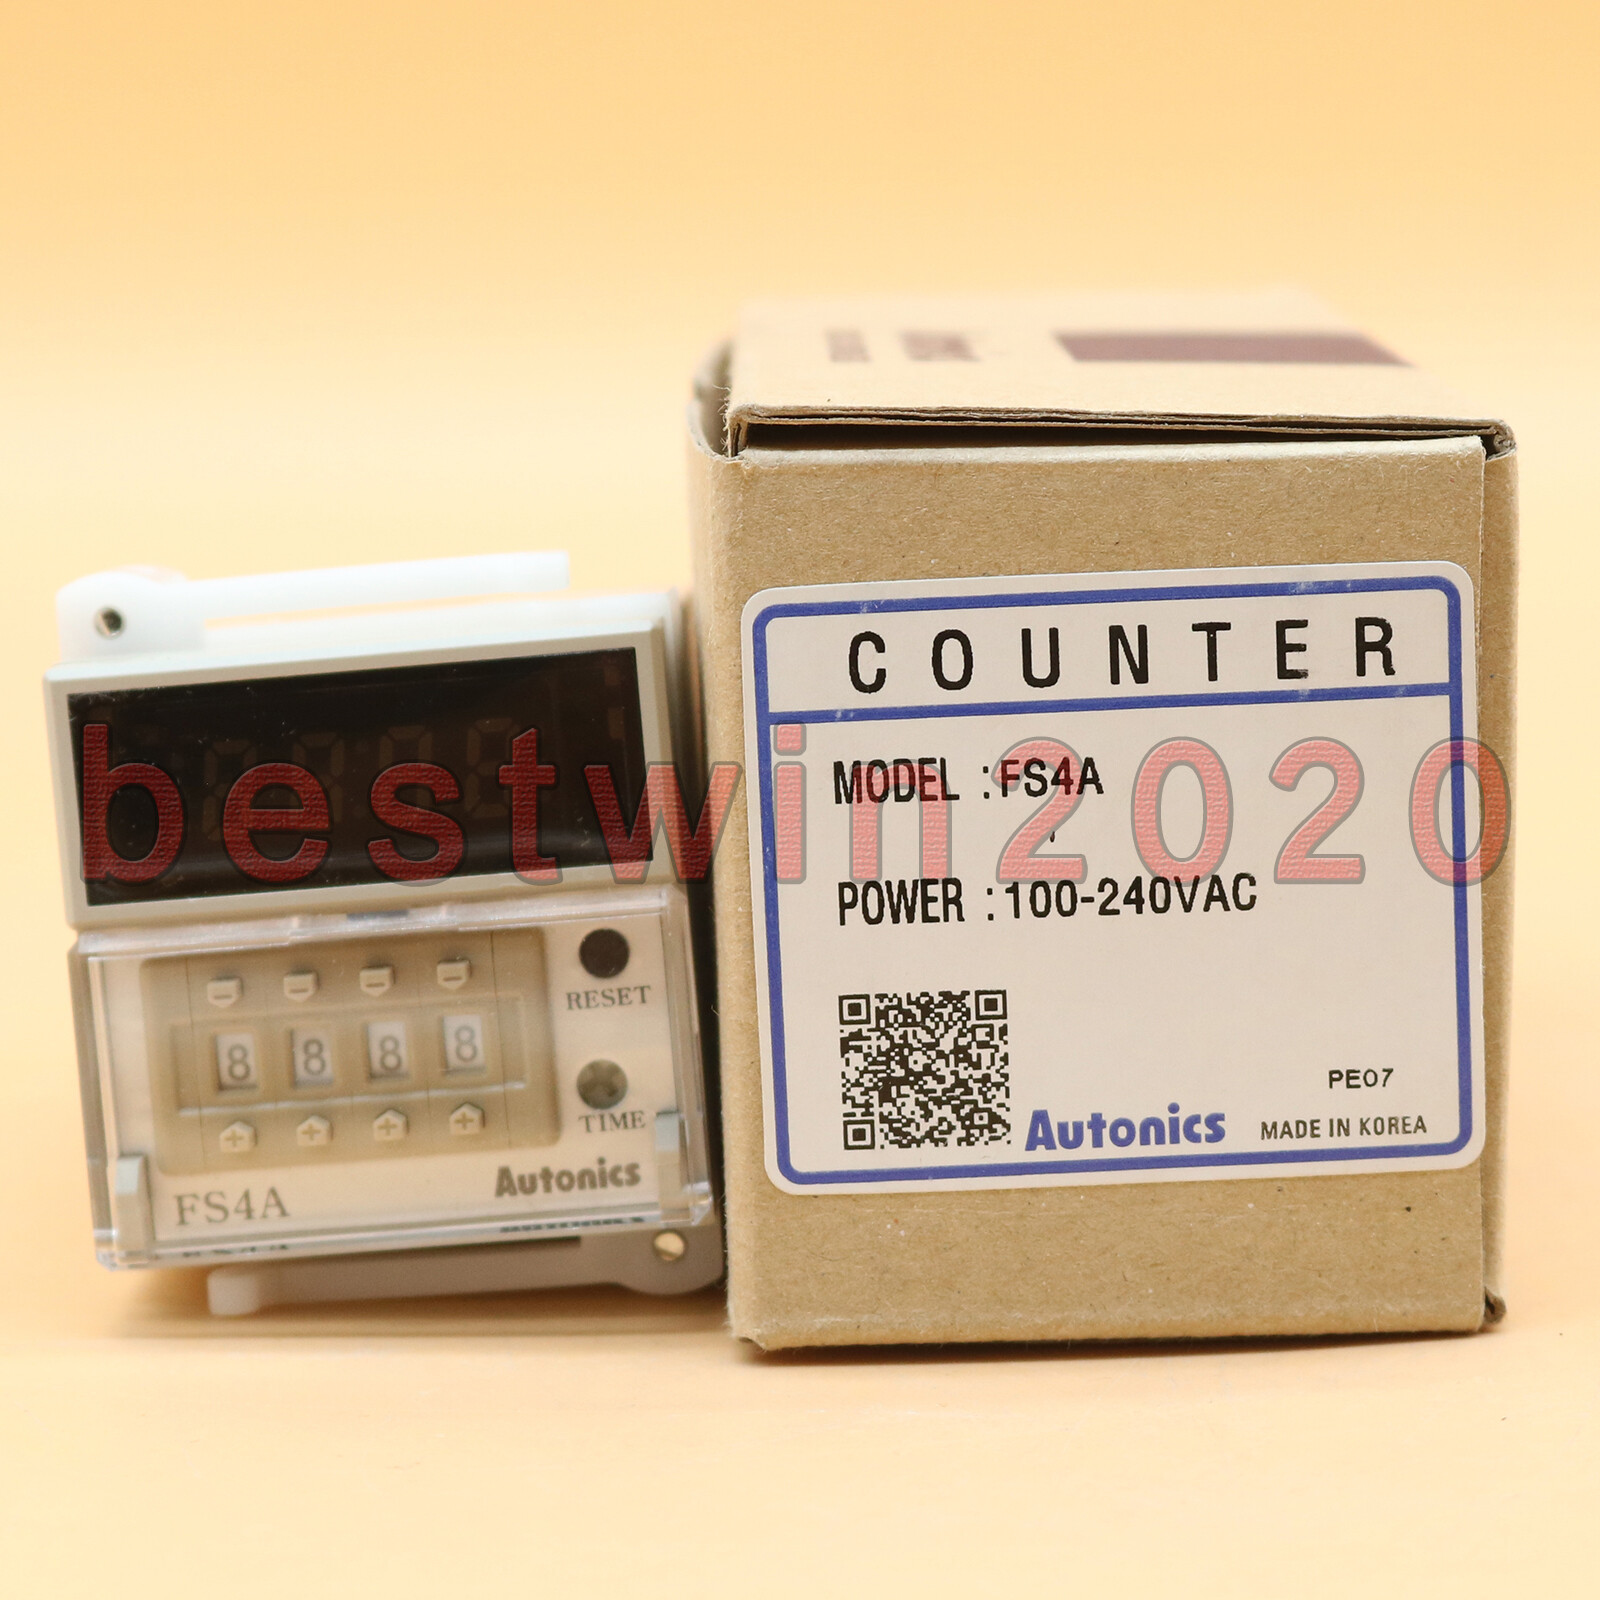 COUNTER
MODEL : FS4A
POWER : 100-240VAC
PE07
Autonics
MADE IN KOREA
bestwin2020
RESET
8 8 8 8
TIME
Autonics
FS4A